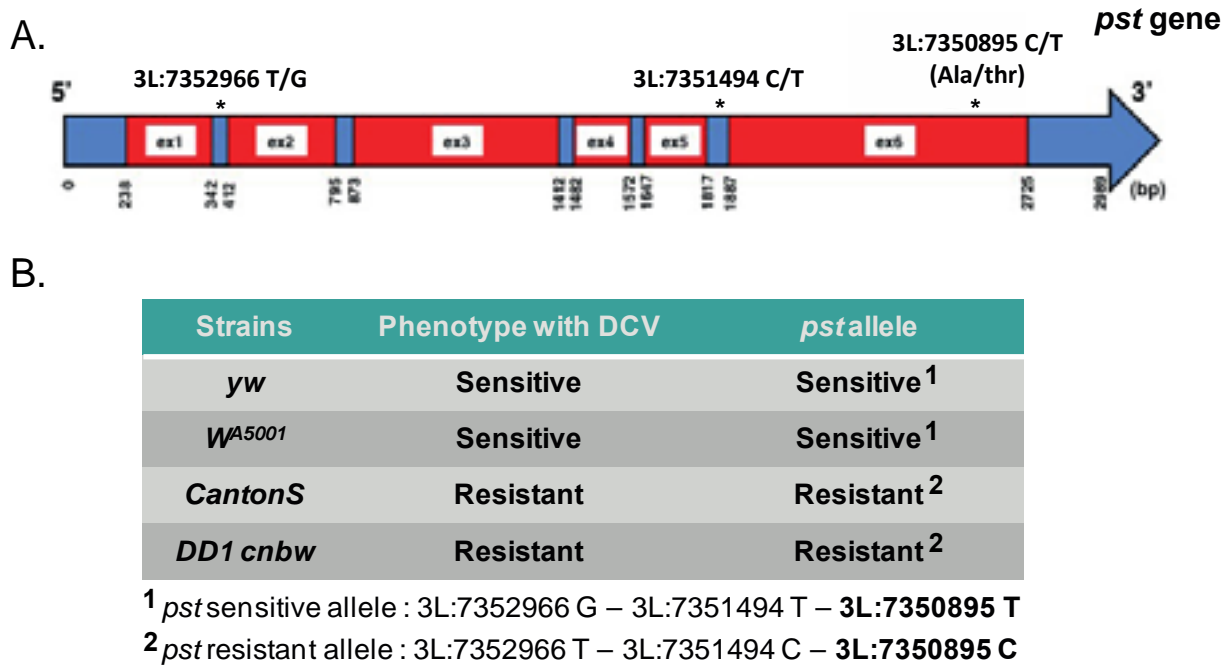 A.
pst gene
3L:7352966 T/G
3L:7351494 C/T
3L:7350895 C/T
(Ala/thr)
*
*
*
5'
3'
ex1
ex2
ex3
ex4
ex5
ex6
0
238
342
412
795
873
1412
1482
1572
1647
1817
1887
2725
2989
(bp)
B.
Strains Phenotype with DCV pst allele
yw Sensitive Sensitive 1
W A5001 Sensitive Sensitive 1
CantonS Resistant Resistant 2
DD1 cnbw Resistant Resistant 2
1 pst sensitive allele : 3L:7352966 G – 3L:7351494 T – 3L:7350895 T
2 pst resistant allele : 3L:7352966 T – 3L:7351494 C – 3L:7350895 C